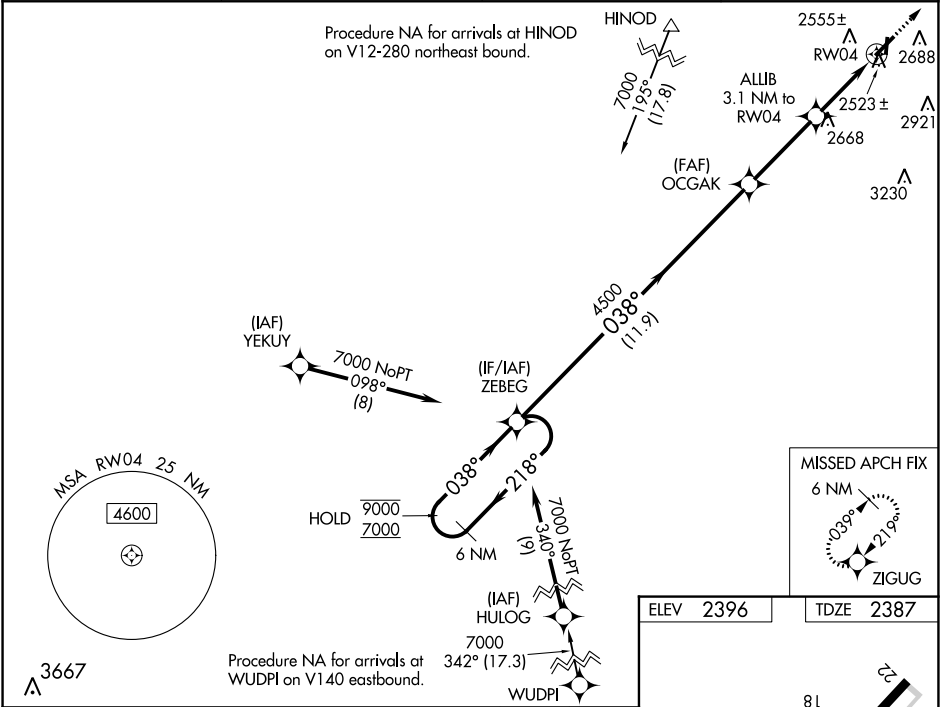 Procedure NA for arrivals at HINOD
on V12-280 northeast bound.
HINOD
7000
195°
(17.8)
2555±
RW04
2688
2523 ±
ALLIB
3.1 NM to
RW04
2921
2668
(FAF)
OCGAK
3230
4500
038°
(11.9)
(IAF)
YEKUY
7000 NoPT
098°
(8)
(IF/IAF)
ZEBEG
038°
218°
HOLD
9000
7000
6 NM
7000 NoPT
340°
(9)
MSA RW04 25 NM
4600
MISSED APCH FIX
6 NM
039°
219°
ZIGUG
(IAF)
HULOG
7000
342° (17.3)
WUDPI
Procedure NA for arrivals at
WUDPI on V140 eastbound.
3667
ELEV 2396
TDZE 2387
22